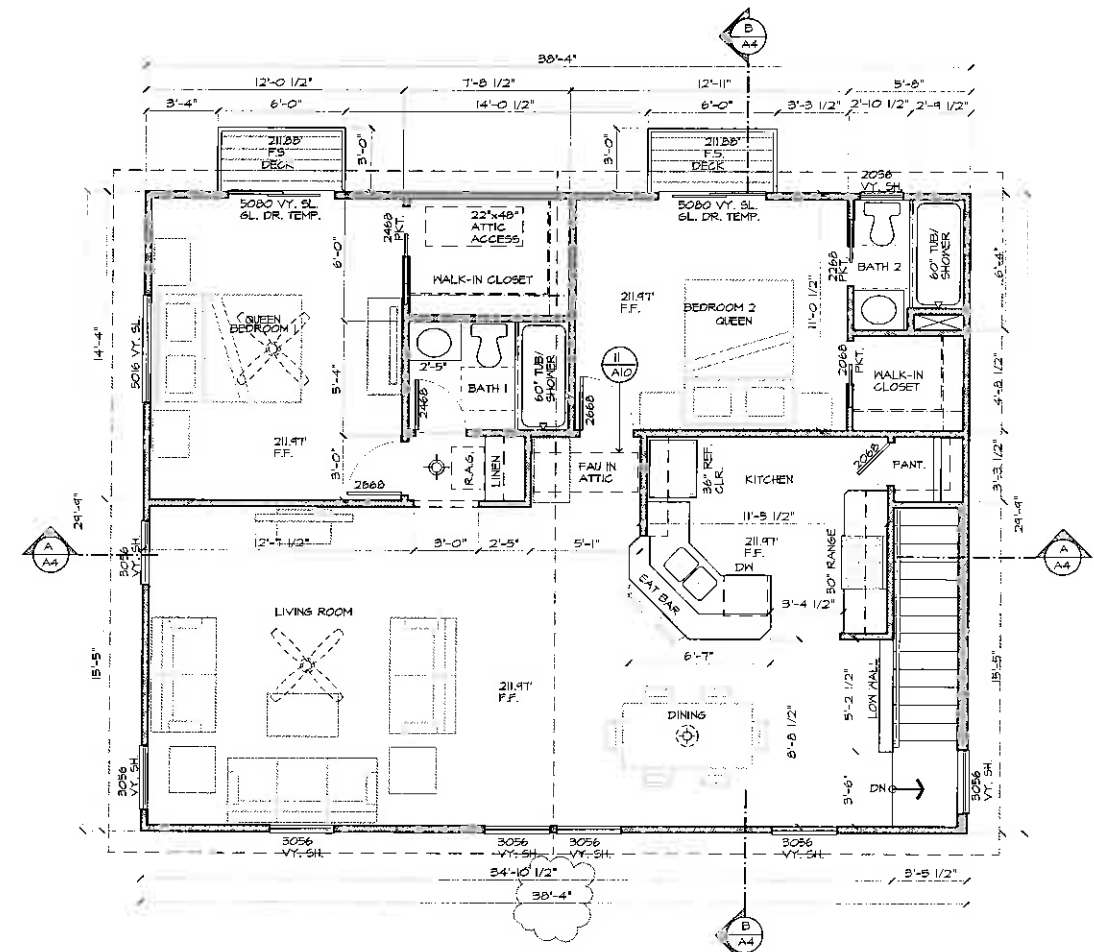 B
A4
38'-4"
12'-0 1/2"
7'-8 1/2"
12'-11"
5'-8"
3'-4"
6'-0"
14'-0 1/2"
6'-0"
3'-3 1/2"
2'-10 1/2"
2'-9 1/2"
211.88'
F.S.
DECK
3'-0"
3'-0"
211.88'
F.S.
DECK
2056
VY. SH.
5080 VY. SL.
GL. DR. TEMP.
2468
PKT.
22"x48"
ATTIC
ACCESS
5080 VY. SL.
GL. DR. TEMP.
2268
PKT.
BATH 2
60" TUB/
SHOWER
6'-4"
6'-0"
WALK-IN CLOSET
14'-4"
5016 VY. SL.
QUEEN
BEDROOM 1
211.97'
F.F.
BEDROOM 2
QUEEN
11'-0 1/2"
2068
PKT.
WALK-IN
CLOSET
4'-8 1/2"
5'-4"
2'-5"
BATH 1
60" TUB/
SHOWER
11
A10
2468
2668
211.97'
F.F.
3'-0"
2668
R.A.G.
LINEN
FAU IN
ATTIC
36" REF.
CLR.
KITCHEN
2068
PANT.
3'-3 1/2"
29'-9"
29'-9"
A
A4
3056
VY. SH.
12'-7 1/2"
3'-0"
2'-5"
5'-1"
11'-5 1/2"
211.97'
F.F.
DW
30" RANGE
A
A4
EAT BAR
3'-4 1/2"
LIVING ROOM
15'-5"
6'-7"
15'-5"
211.97'
F.F.
DINING
8'-8 1/2"
5'-2 1/2"
LOW WALL
3056
VY. SH.
3'-6"
DN
3056
VY. SH.
3056
VY. SH.
3056
VY. SH.
3056
VY. SH.
3056
VY. SH.
34'-10 1/2"
3'-5 1/2"
38'-4"
B
A4